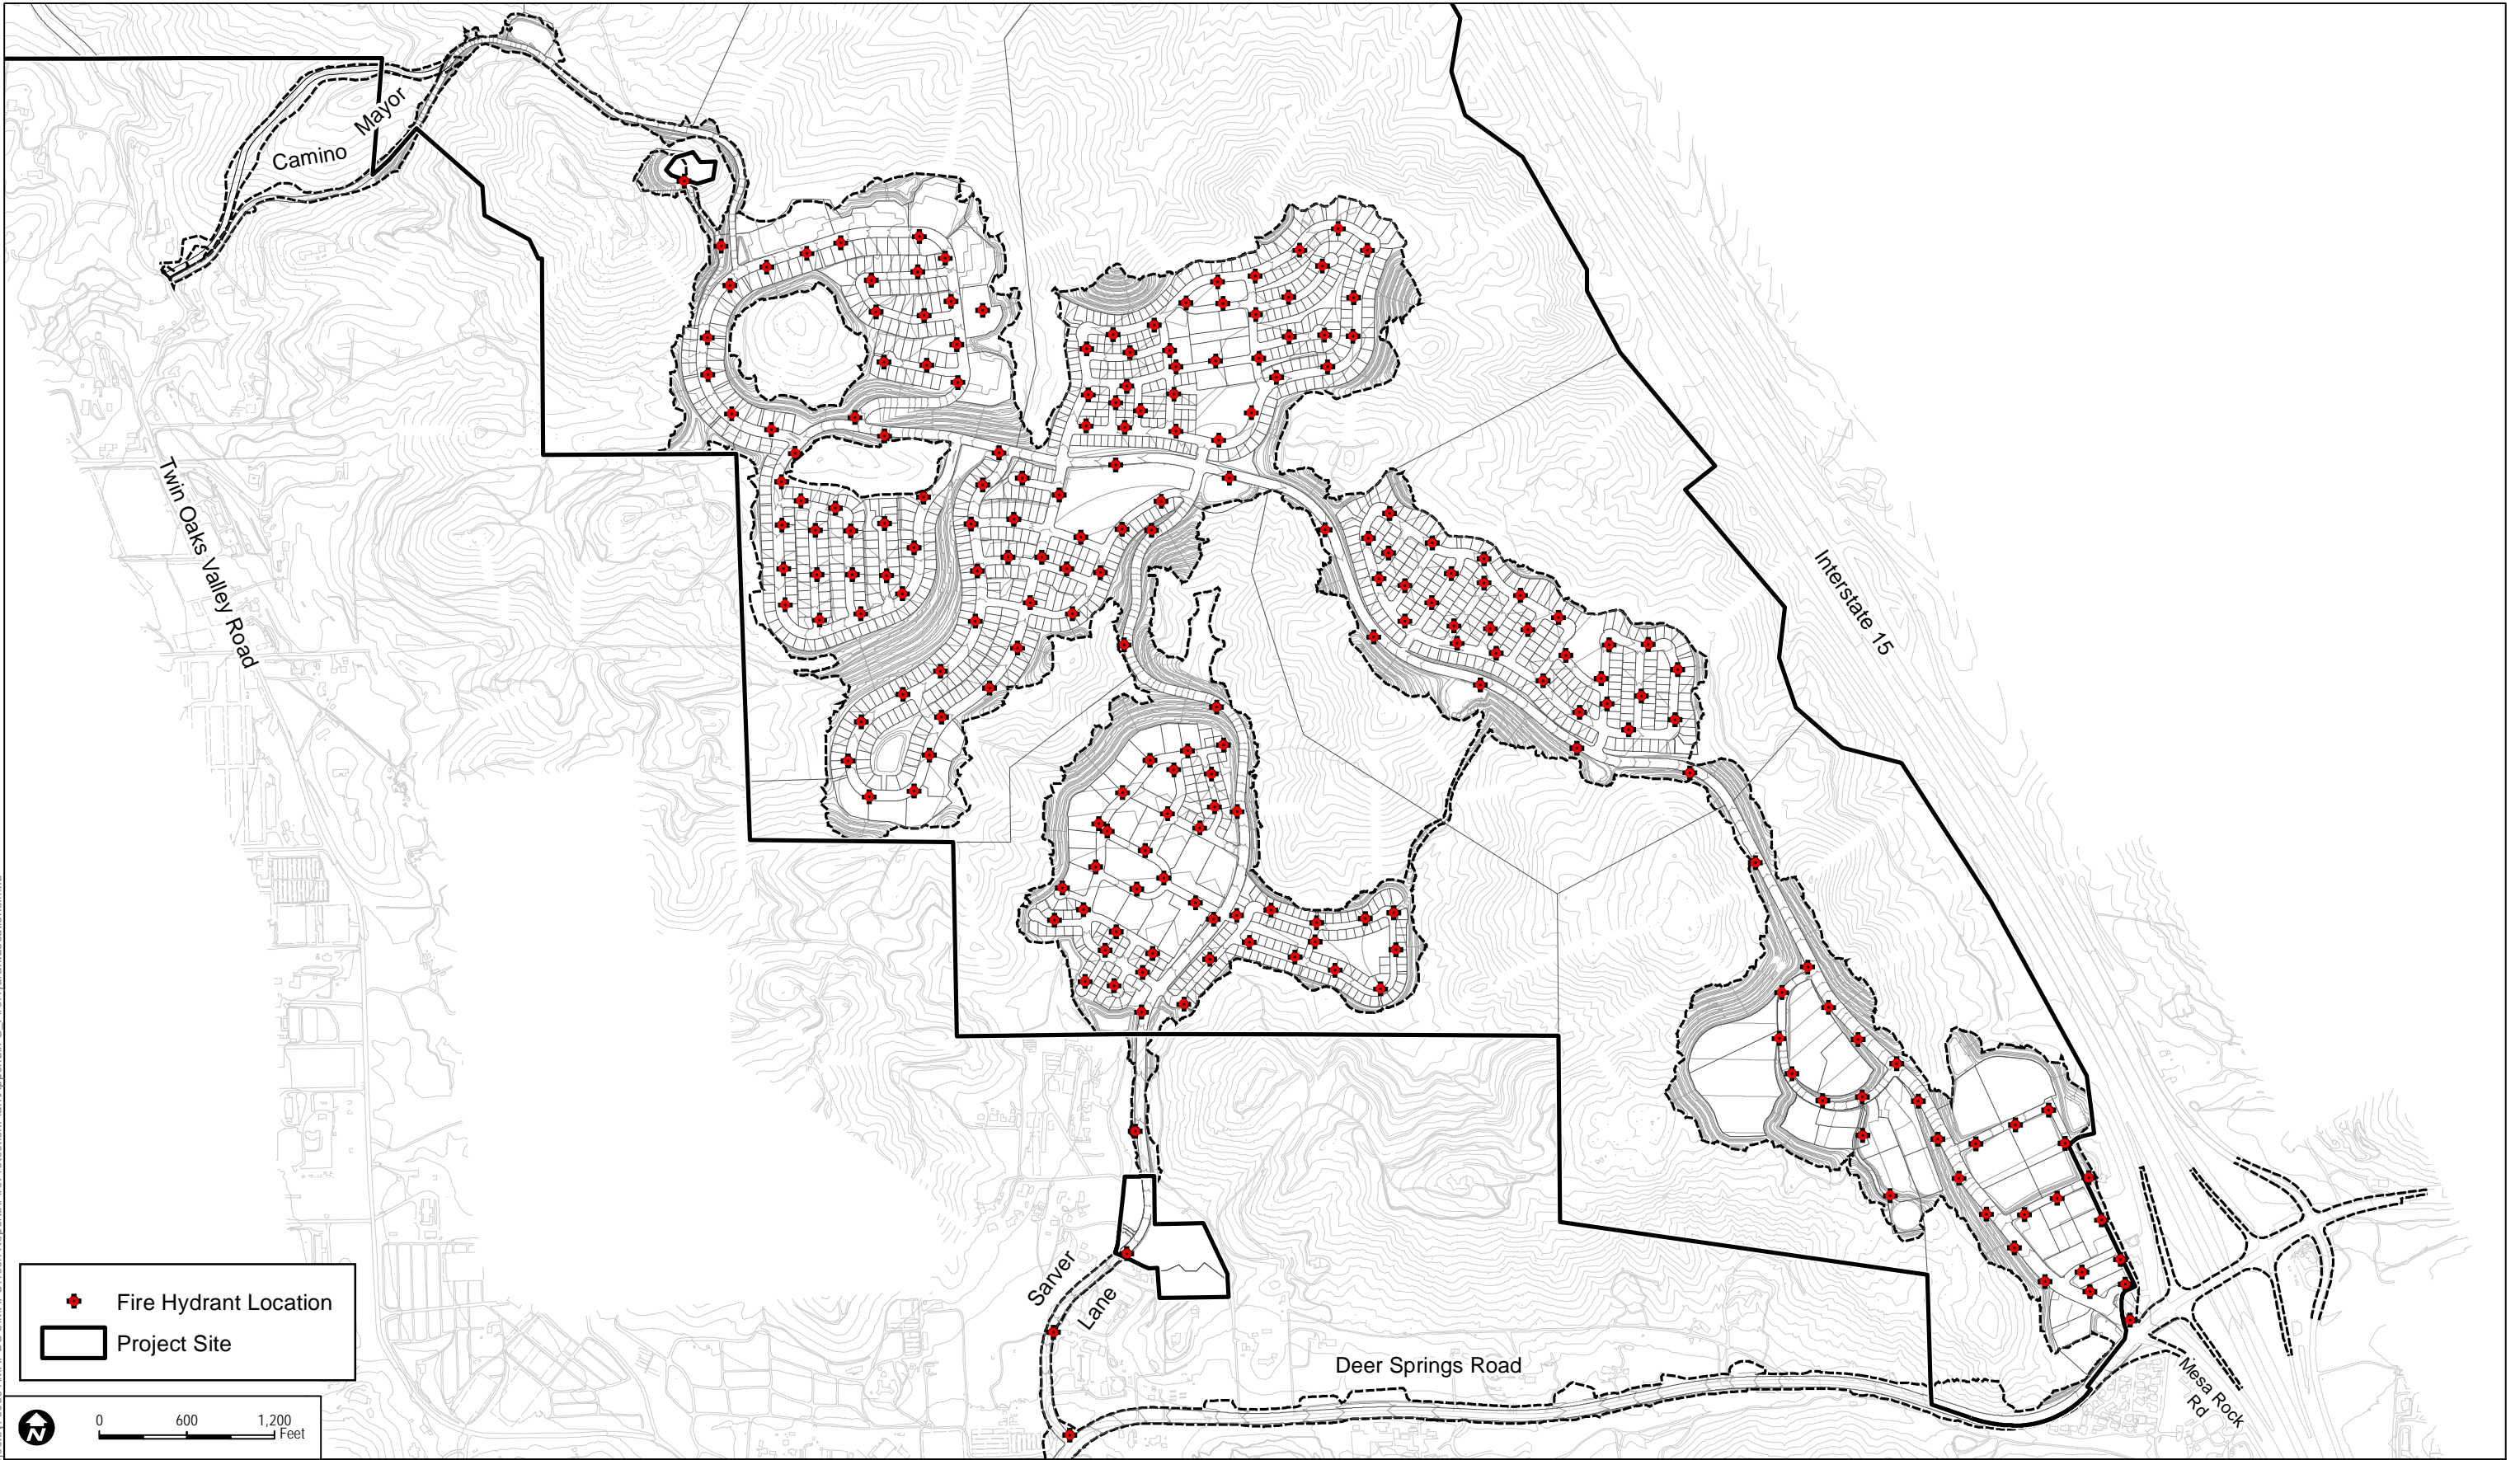 Mayor
Camino
Twin Oaks Valley Road
Interstate 15
Sarver
Lane
Deer Springs Road
Mesa Rock
Rd
Fire Hydrant Location
Project Site
N
0 600 1,200
Feet